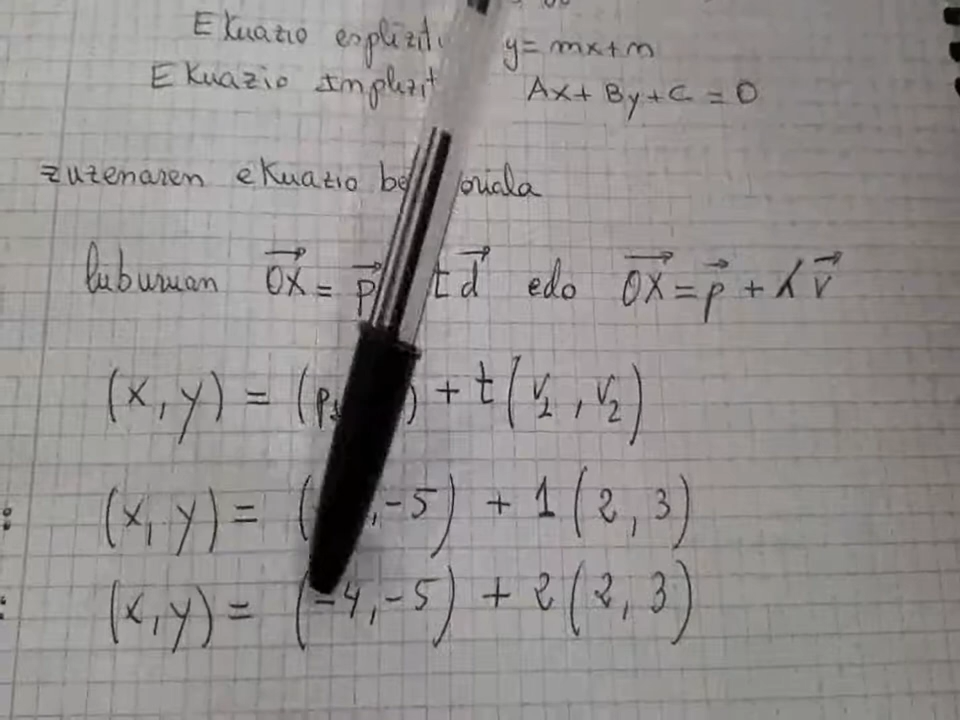 Ekuazio y=mx+n
Ekuazio Ax+By+C=0
zuzenaren ekuazio
buruan OX→ = p→ t d→ edo OX→ = p→ + λ v→
(x, y) = (p ) + t(v2, v2)
(x, y) = ( ,-5) + 1(2, 3)
(x, y) = (-4,-5) + 2(2, 3)